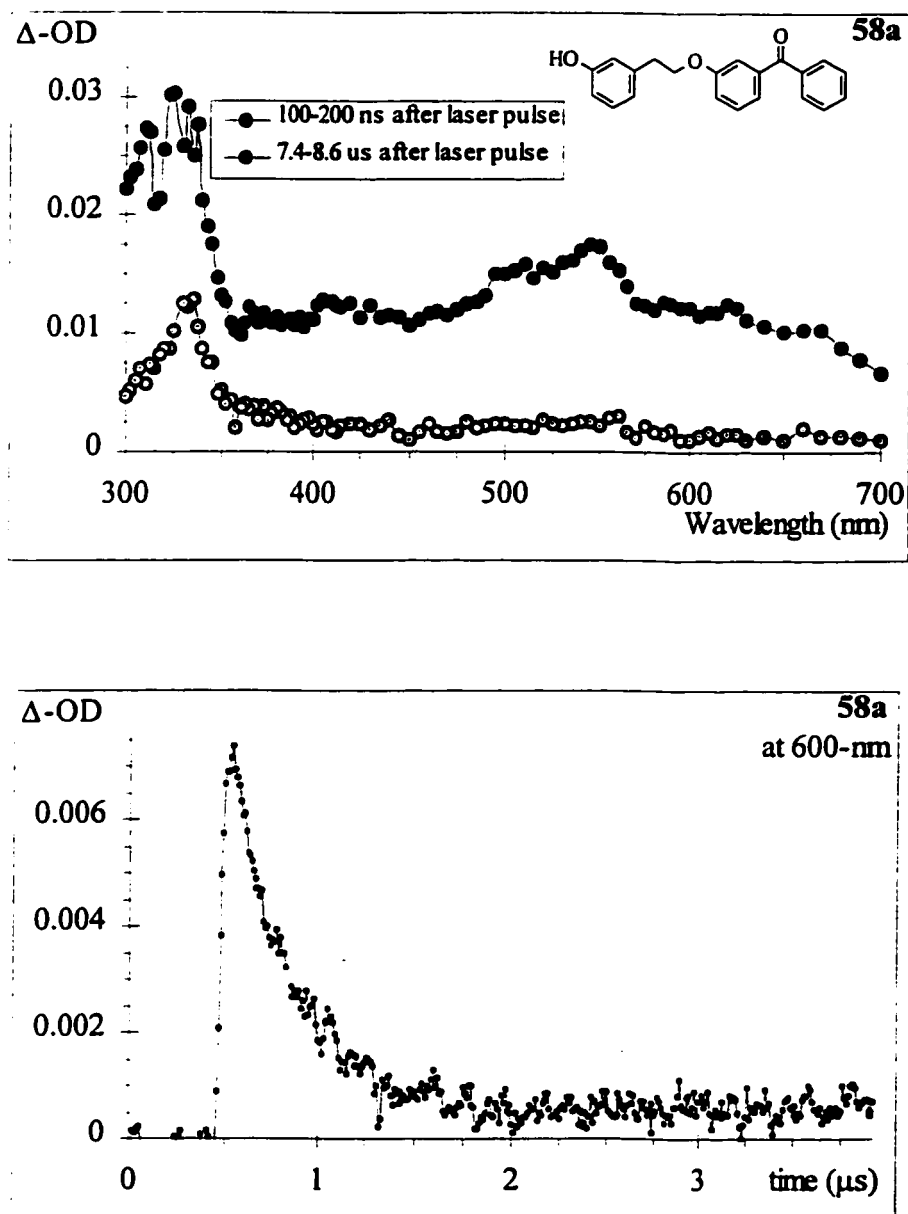 Δ-OD
58a
O
HO
O
0.03
100-200 ns after laser pulse
7.4-8.6 us after laser pulse
0.02
0.01
0
300
400
500
600
700
Wavelength (nm)
Δ-OD
58a
at 600-nm
0.006
0.004
0.002
0
0
1
2
3
time (μs)